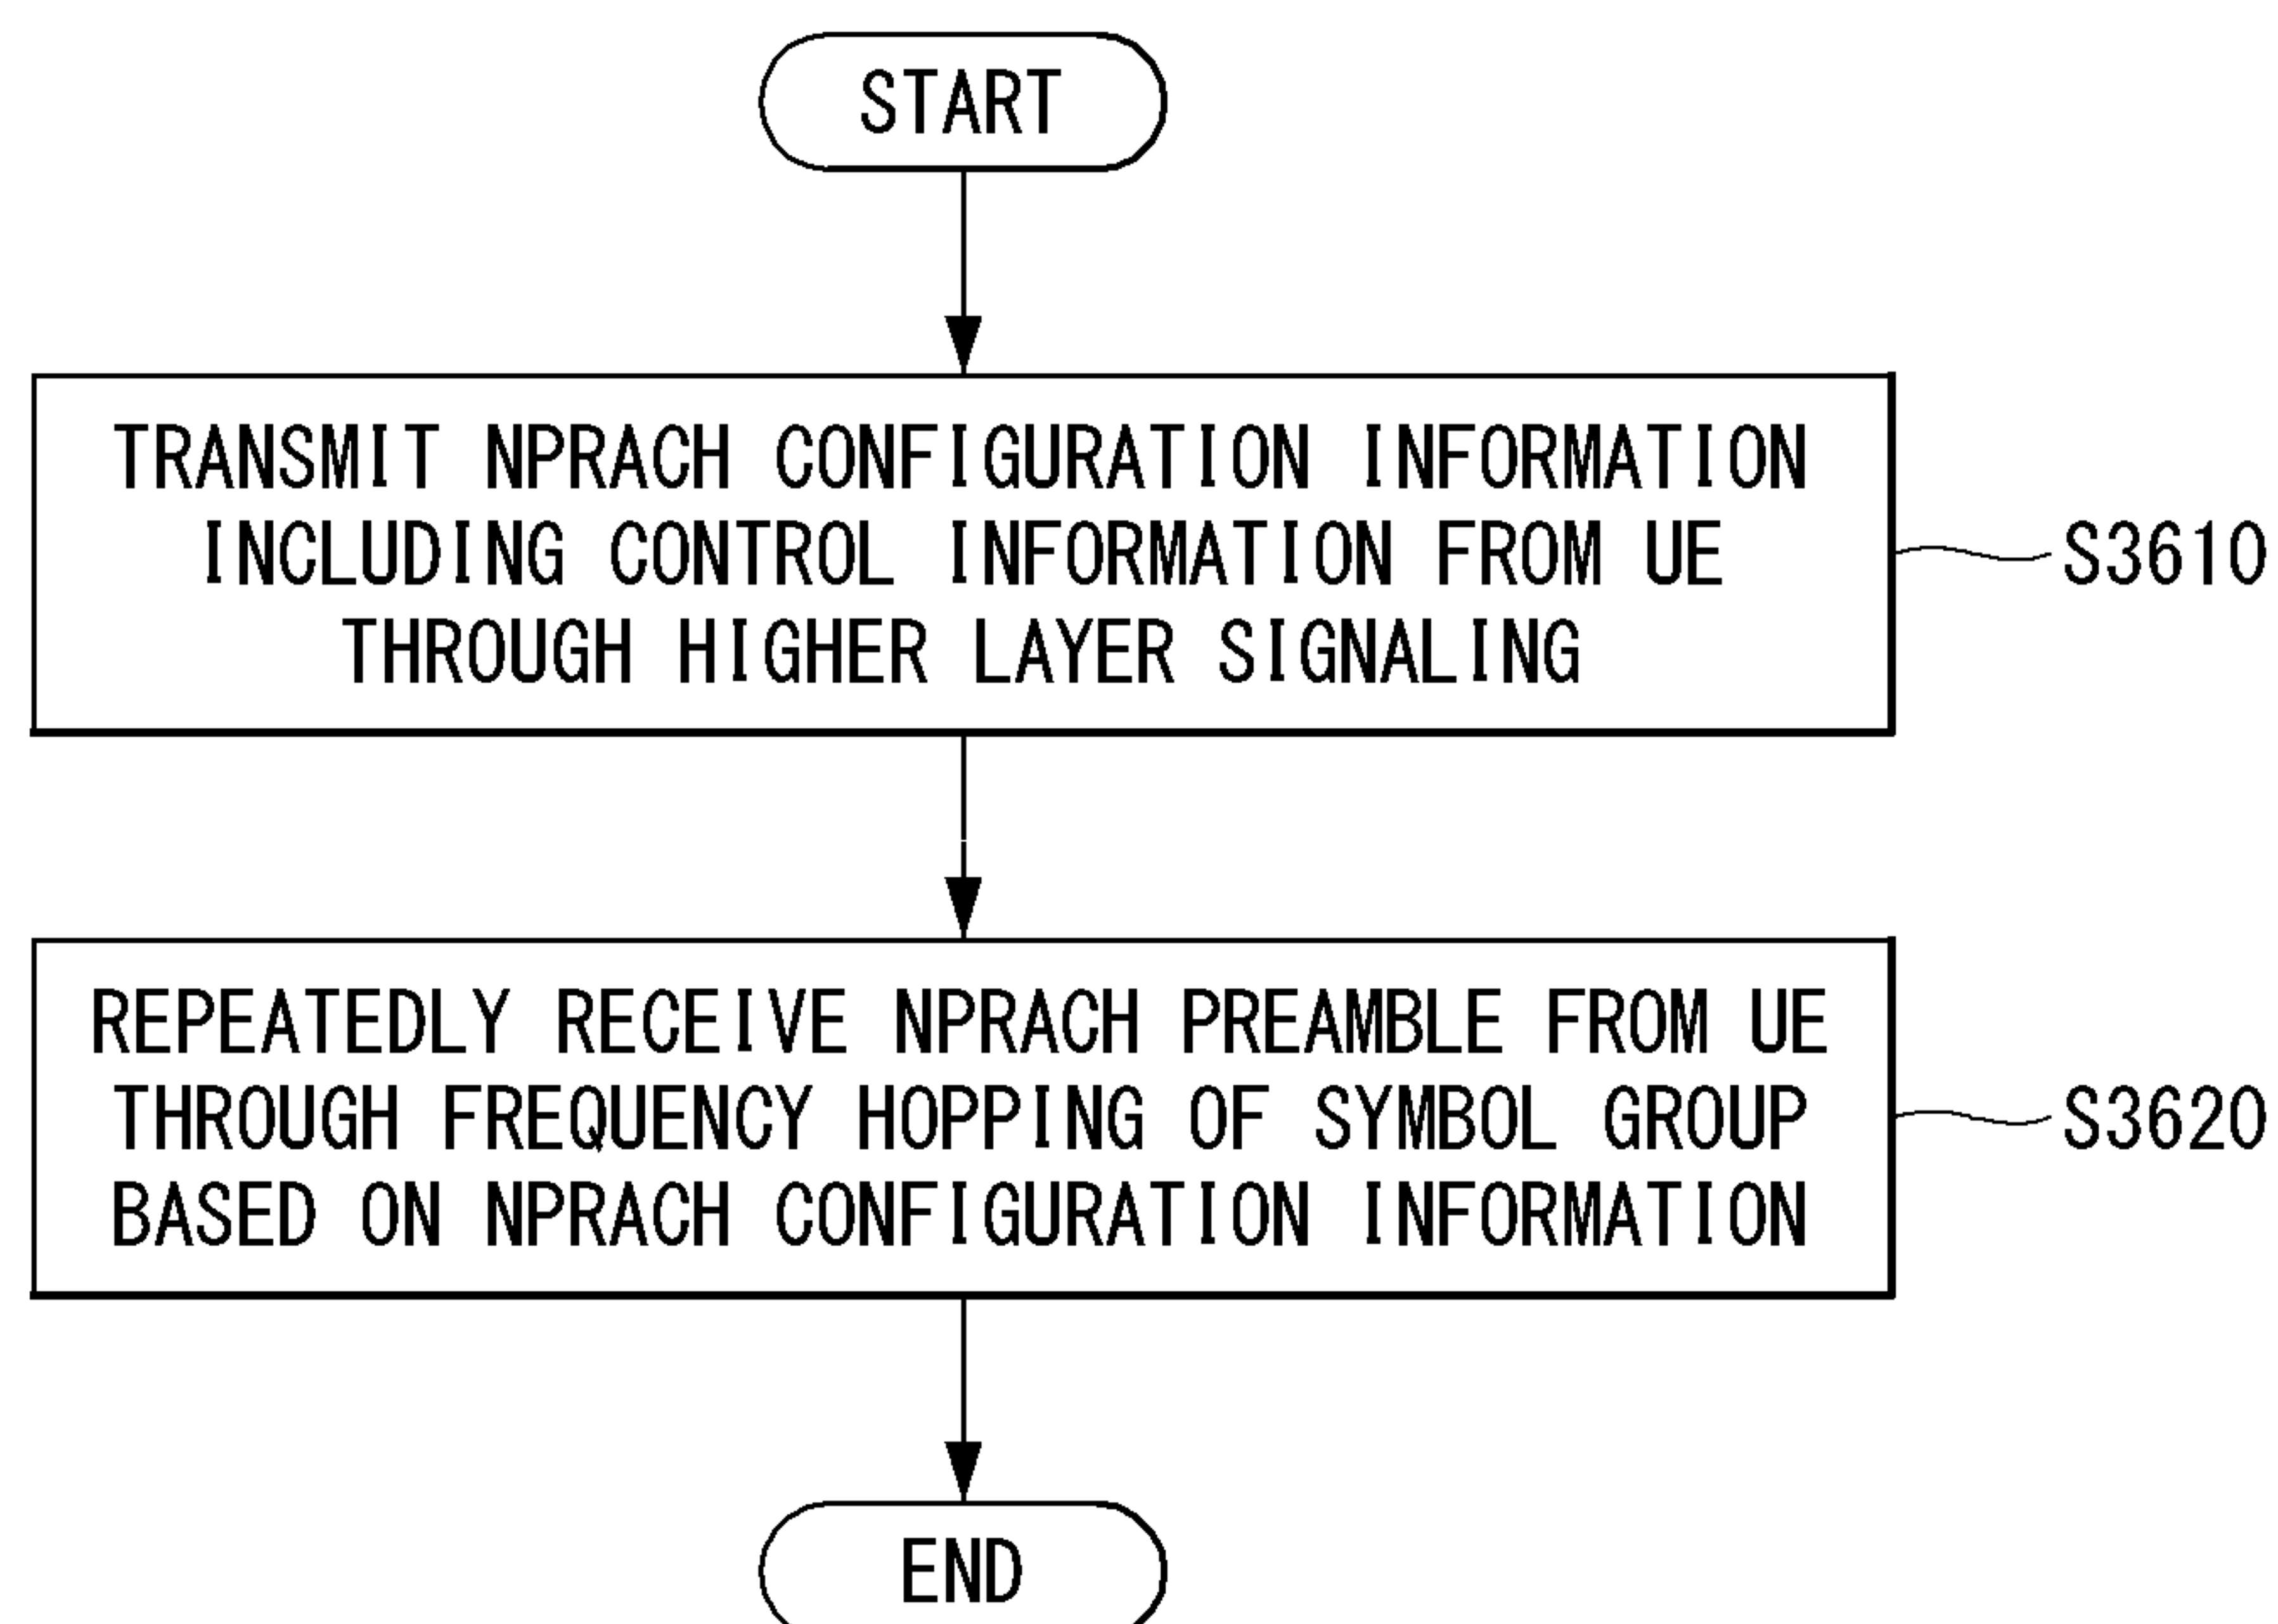 START
TRANSMIT NPRACH CONFIGURATION INFORMATION
INCLUDING CONTROL INFORMATION FROM UE
THROUGH HIGHER LAYER SIGNALING
S3610
REPEATEDLY RECEIVE NPRACH PREAMBLE FROM UE
THROUGH FREQUENCY HOPPING OF SYMBOL GROUP
BASED ON NPRACH CONFIGURATION INFORMATION
S3620
END